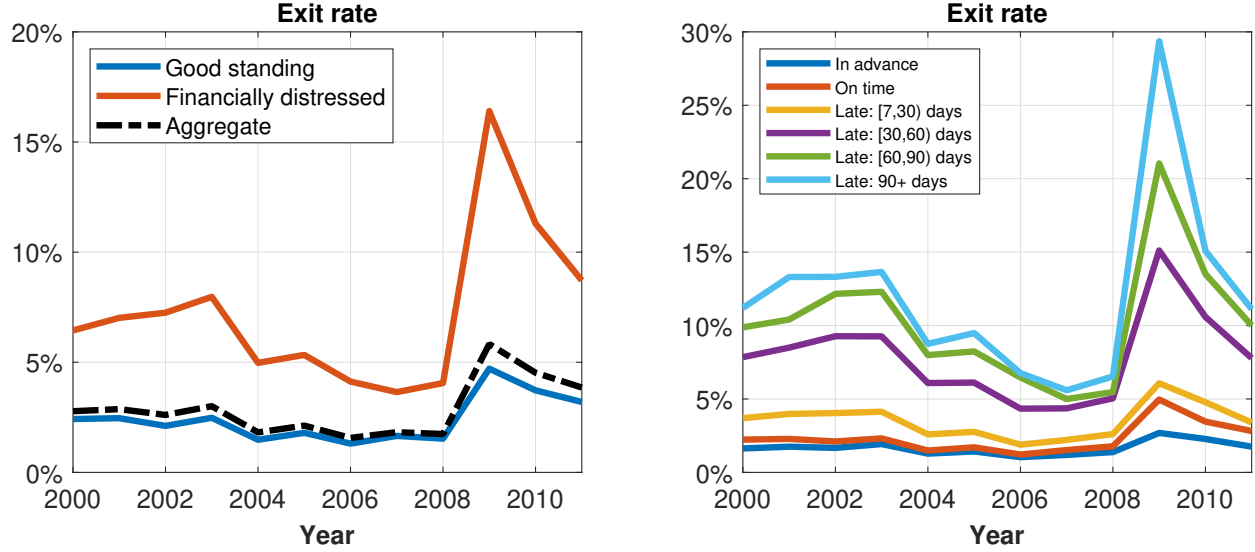 Exit rate
20%
15%
10%
5%
0%
Good standing
Financially distressed
Aggregate
2000 2002 2004 2006 2008 2010
Year
Exit rate
30%
25%
20%
15%
10%
5%
0%
In advance
On time
Late: [7,30) days
Late: [30,60) days
Late: [60,90) days
Late: 90+ days
2000 2002 2004 2006 2008 2010
Year